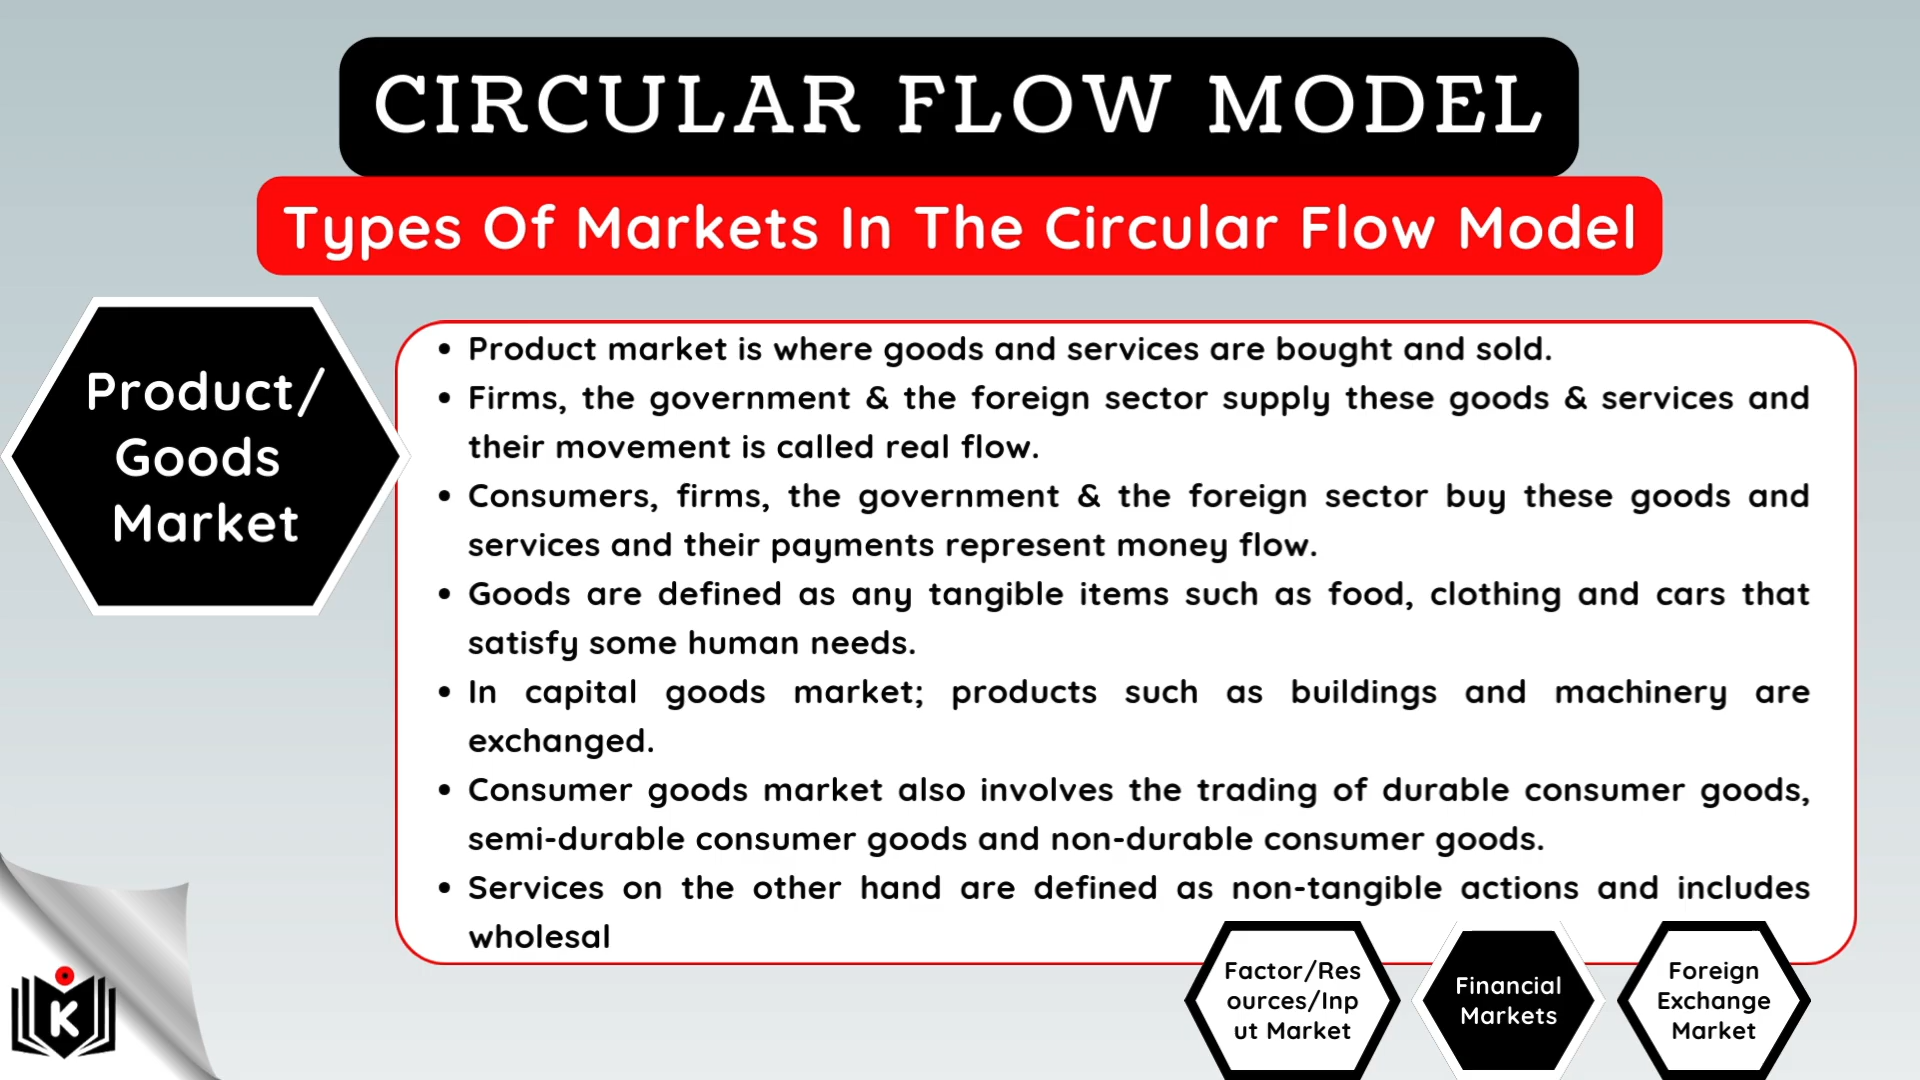 CIRCULAR FLOW MODEL
Types Of Markets In The Circular Flow Model
Product/
Goods
Market
• Product market is where goods and services are bought and sold.
• Firms, the government & the foreign sector supply these goods & services and
their movement is called real flow.
• Consumers, firms, the government & the foreign sector buy these goods and
services and their payments represent money flow.
• Goods are defined as any tangible items such as food, clothing and cars that
satisfy some human needs.
• In capital goods market; products such as buildings and machinery are
exchanged.
• Consumer goods market also involves the trading of durable consumer goods,
semi-durable consumer goods and non-durable consumer goods.
• Services on the other hand are defined as non-tangible actions and includes
wholesal
Factor/Res
ources/Inp
ut Market
Financial
Markets
Foreign
Exchange
Market
K